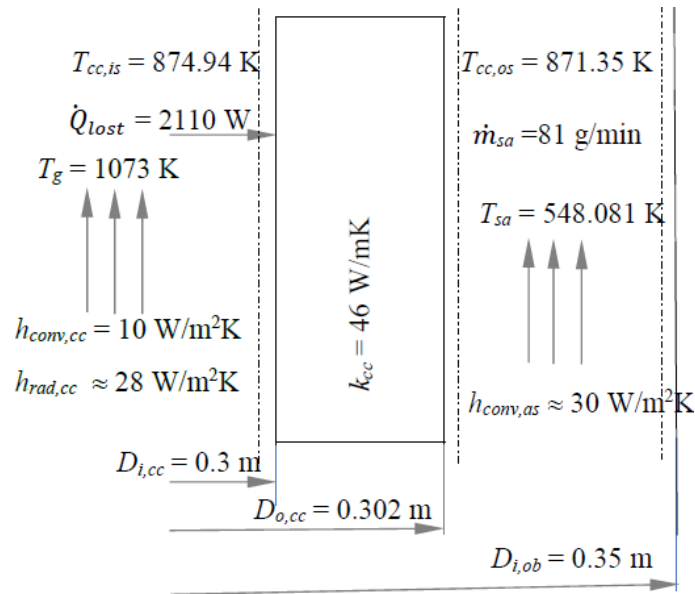 T_cc,is = 874.94 K
T_cc,os = 871.35 K
Q̇_lost = 2110 W
ṁ_sa =81 g/min
T_g = 1073 K
T_sa = 548.081 K
k_cc = 46 W/mK
h_conv,cc = 10 W/m²K
h_rad,cc ≈ 28 W/m²K
h_conv,as ≈ 30 W/m²K
D_i,cc = 0.3 m
D_o,cc = 0.302 m
D_i,ob = 0.35 m